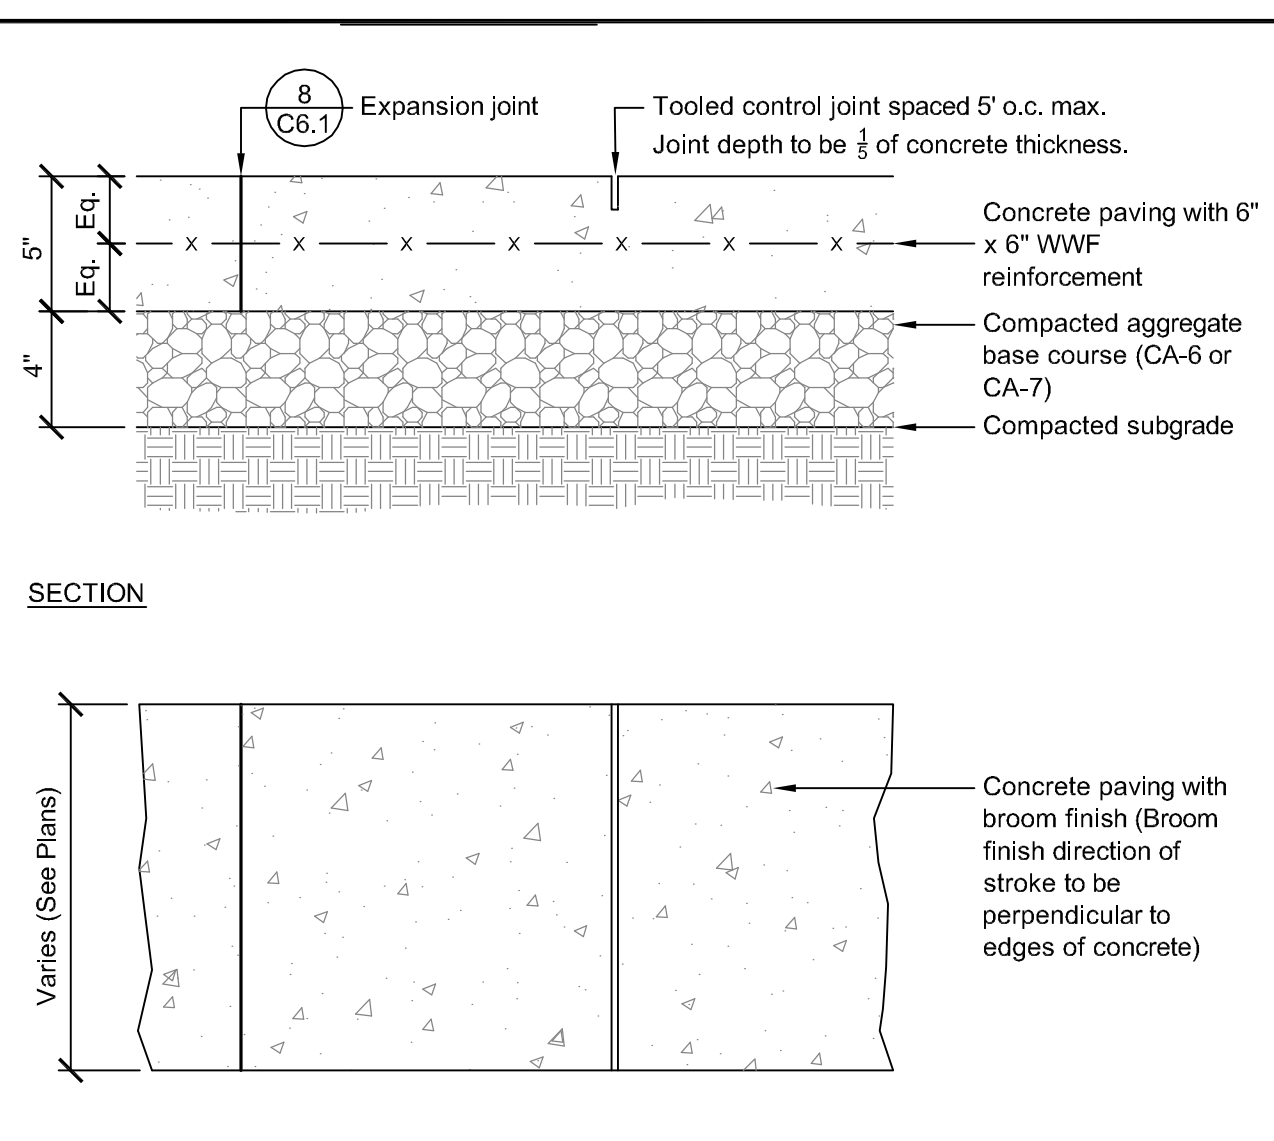 8
C6.1
Expansion joint
Tooled control joint spaced 5' o.c. max.
Joint depth to be 1/5 of concrete thickness.
5"
Eq.
Eq.
4"
X X X X X X X
Concrete paving with 6"
x 6" WWF
reinforcement
Compacted aggregate
base course (CA-6 or
CA-7)
Compacted subgrade
SECTION
Varies (See Plans)
Concrete paving with
broom finish (Broom
finish direction of
stroke to be
perpendicular to
edges of concrete)